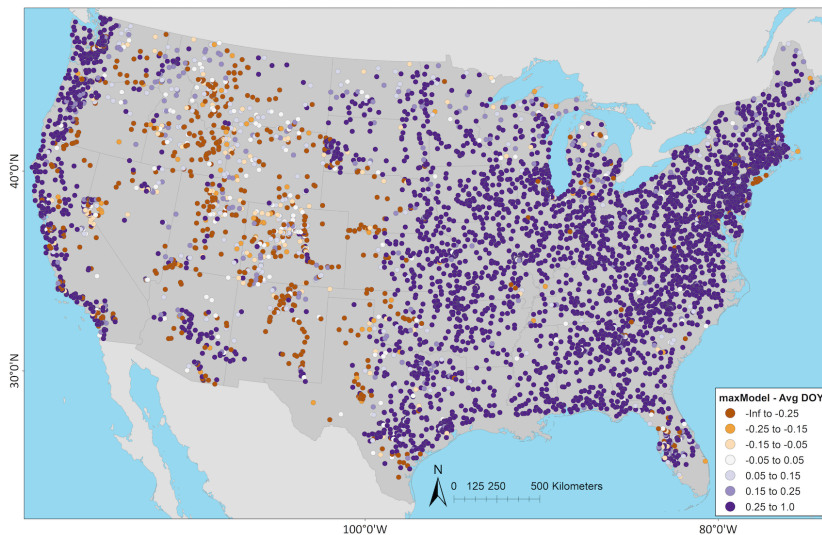 40°N
30°0'N
maxModel - Avg DOY
-Inf to -0.25
-0.25 to -0.15
-0.15 to -0.05
-0.05 to 0.05
0.05 to 0.15
0.15 to 0.25
0.25 to 1.0
N
0 125 250 500 Kilometers
100°0'W
80°0'W